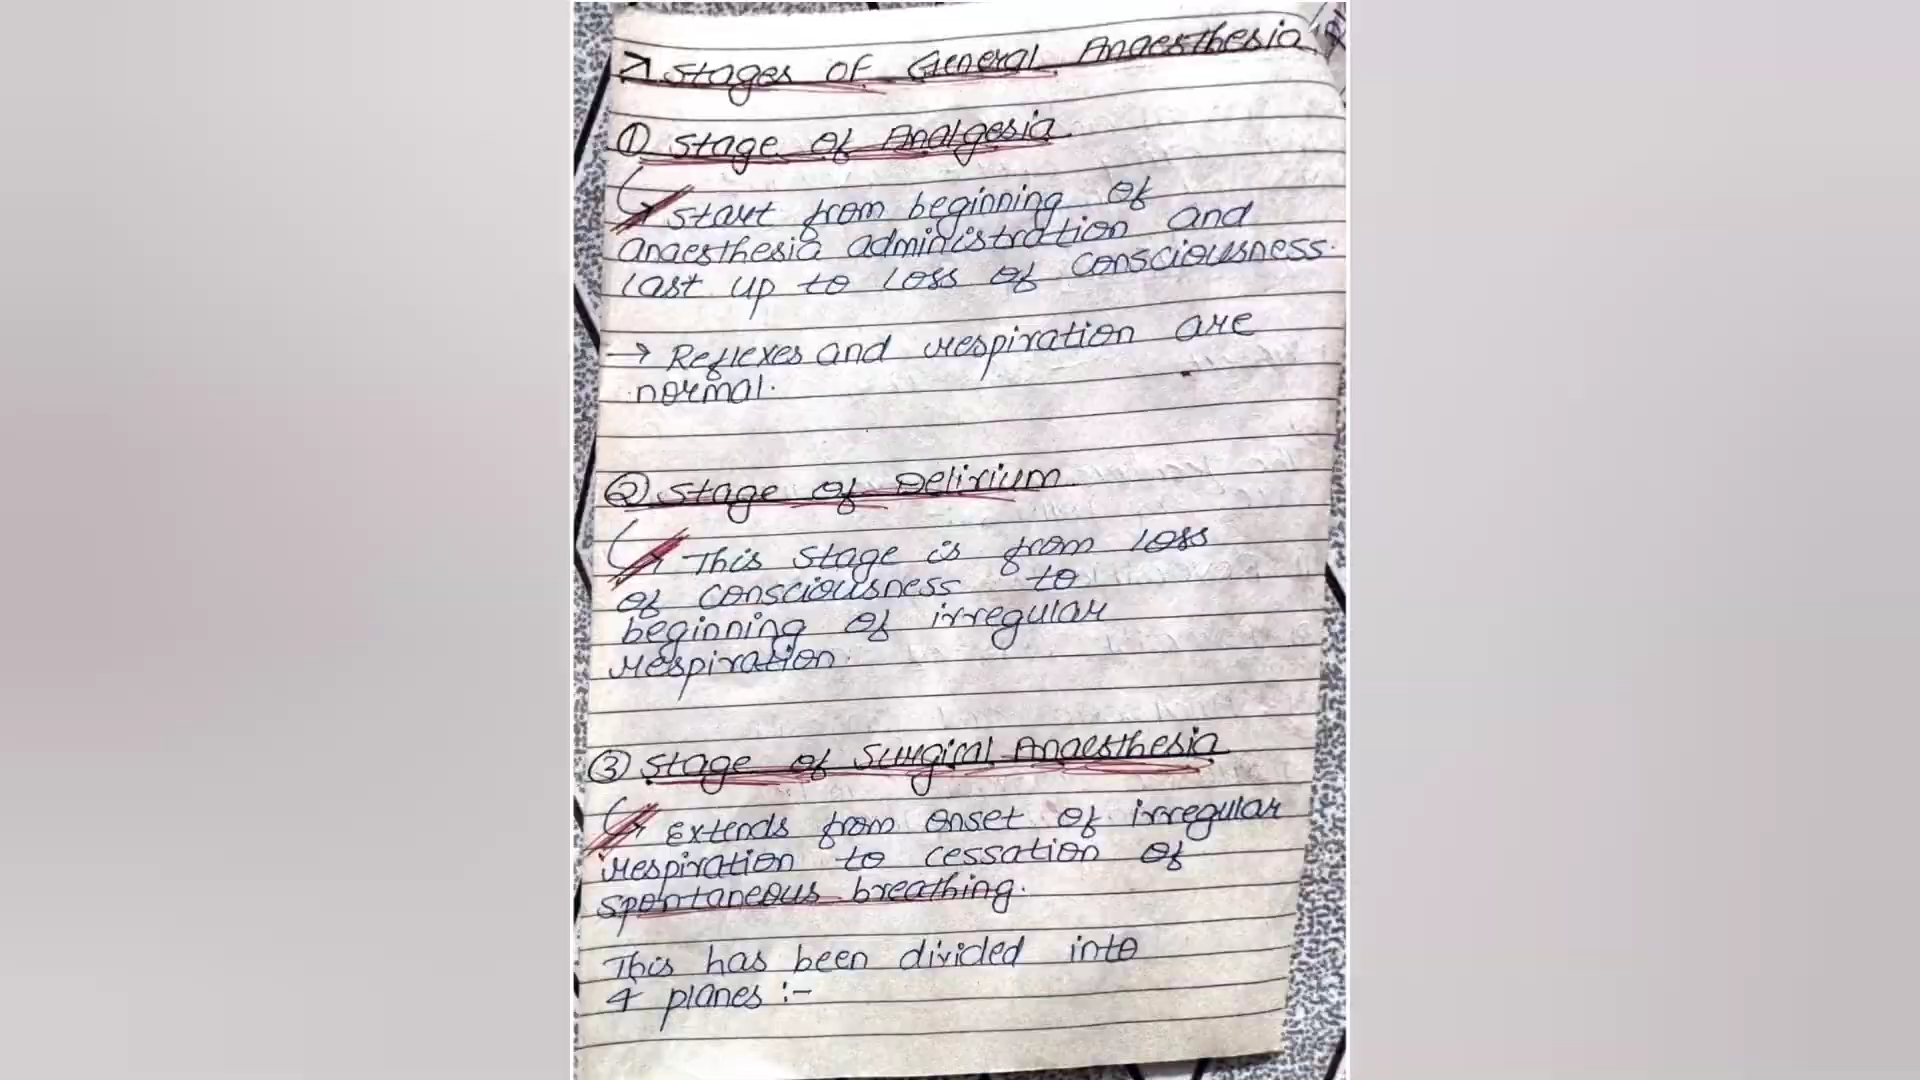 → Stages of General Anaesthesia
① Stage of Analgesia
→ Start from beginning of
anaesthesia administration and
last up to loss of consciousness.
→ Reflexes and respiration are
normal.
② Stage of Delirium
→ This stage is from loss
of consciousness to
beginning of irregular
respiration.
③ Stage of Surgical Anaesthesia
→ Extends from onset of irregular
respiration to cessation of
spontaneous breathing.
This has been divided into
4 planes :-